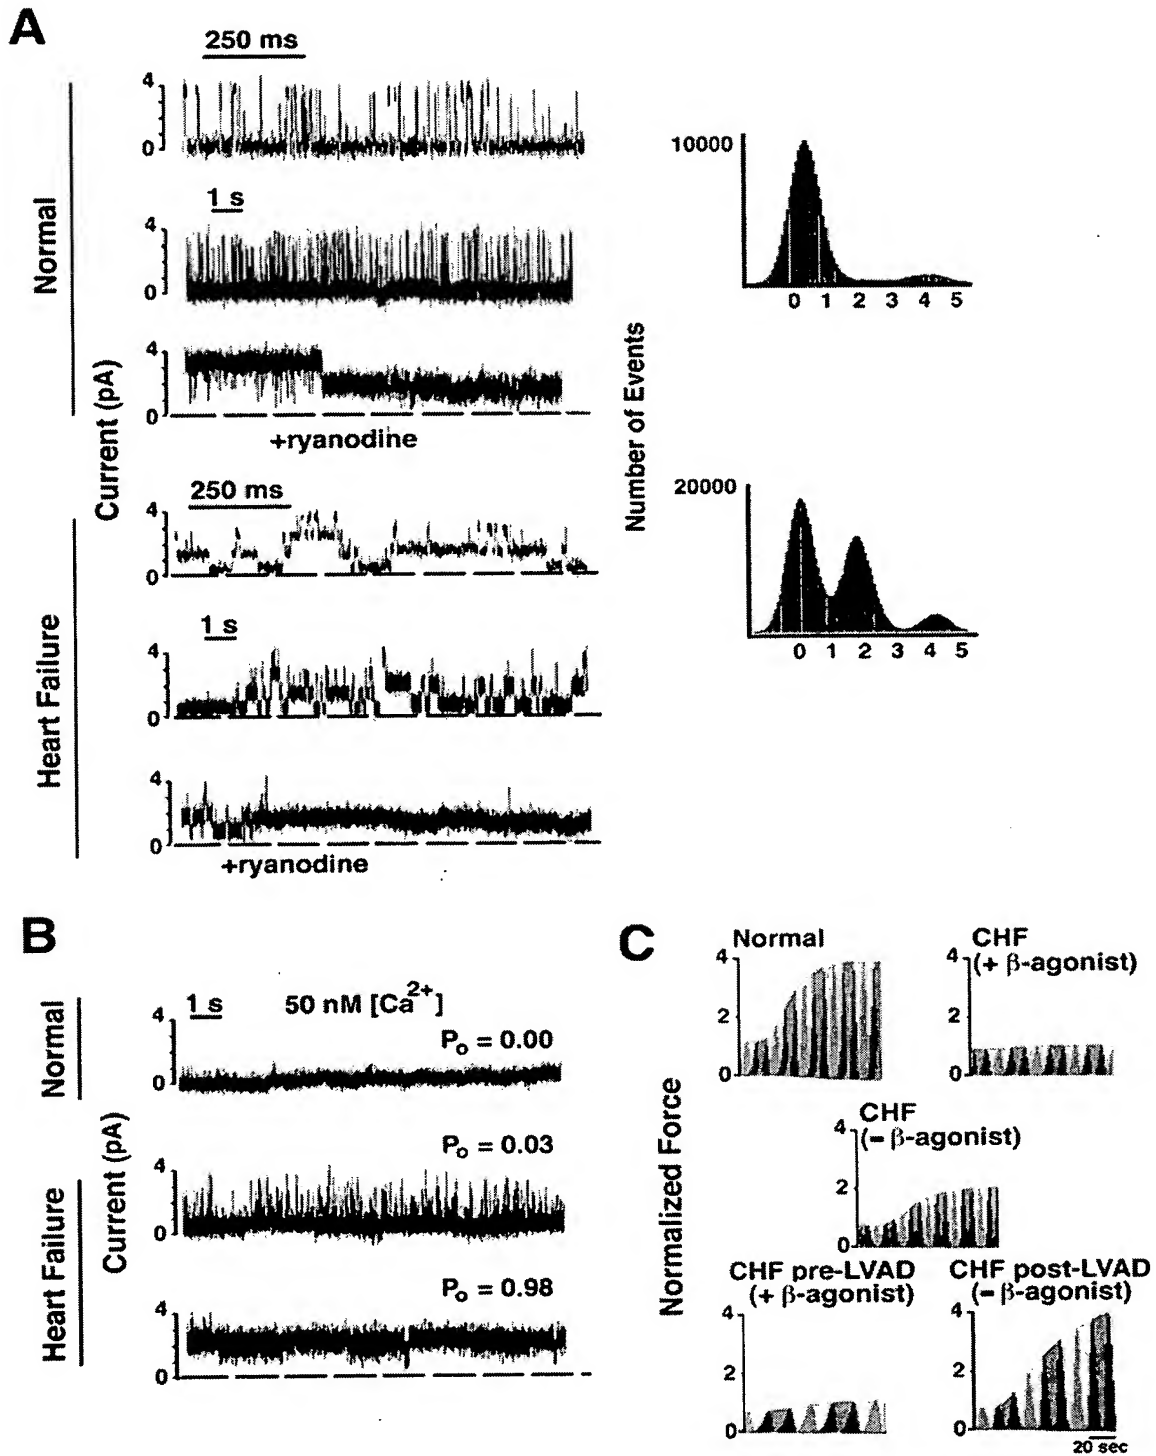 A
250 ms
4
0
Normal
1 s
4
0
4
0
+ryanodine
Current (pA)
250 ms
4
0
Heart Failure
1 s
4
0
4
0
+ryanodine
10000
0 1 2 3 4 5
Number of Events
20000
0 1 2 3 4 5
B
Normal
1 s
50 nM [Ca2+]
4
0
Po = 0.00
Current (pA)
Heart Failure
Po = 0.03
4
0
Po = 0.98
4
0
C
Normalized Force
Normal
4
2
0
CHF
(+ β-agonist)
4
2
0
CHF
(– β-agonist)
4
2
0
CHF pre-LVAD
(+ β-agonist)
4
2
0
CHF post-LVAD
(– β-agonist)
4
2
0
20 sec